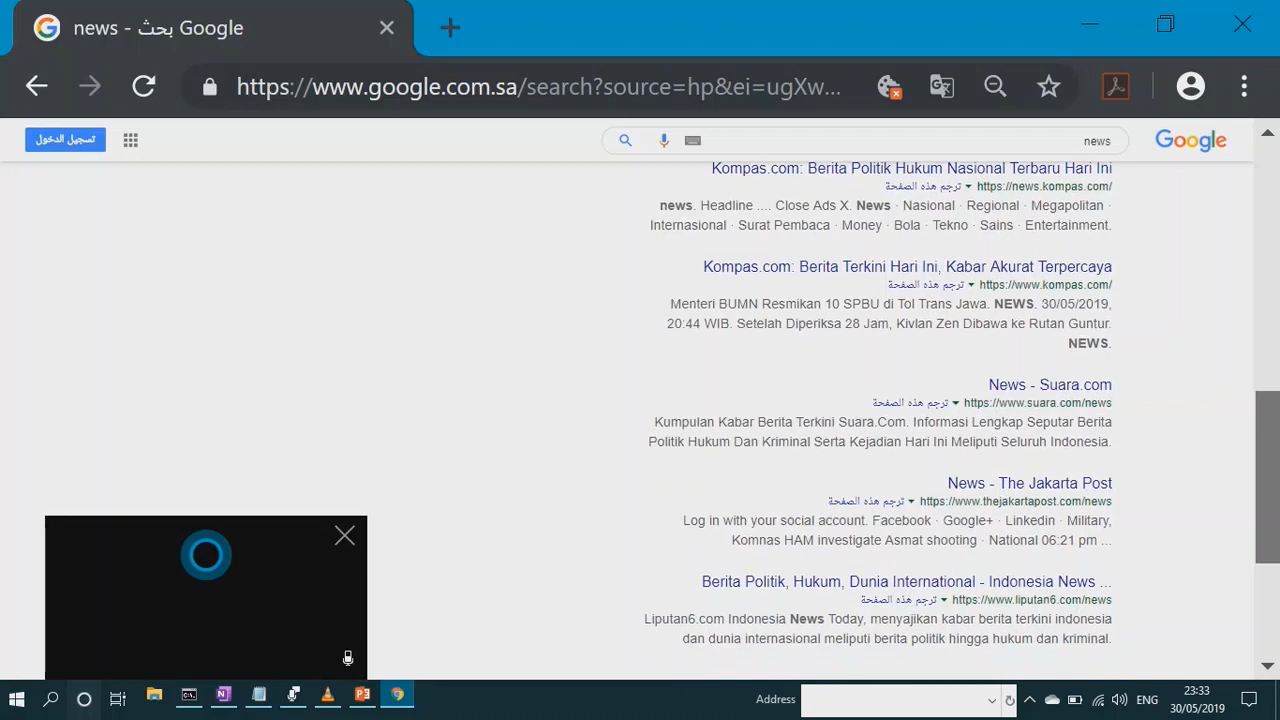 news - بحث Google
https://www.google.com.sa/search?source=hp&ei=ugXw...
تسجيل الدخول
news
Google
Kompas.com: Berita Politik Hukum Nasional Terbaru Hari Ini
https://news.kompas.com/ ترجم هذه الصفحة
news. Headline .... Close Ads X. News · Nasional · Regional · Megapolitan ·
Internasional · Surat Pembaca · Money · Bola · Tekno · Sains · Entertainment.
Kompas.com: Berita Terkini Hari Ini, Kabar Akurat Terpercaya
https://www.kompas.com/ ترجم هذه الصفحة
Menteri BUMN Resmikan 10 SPBU di Tol Trans Jawa. NEWS. 30/05/2019,
20:44 WIB. Setelah Diperiksa 28 Jam, Kivlan Zen Dibawa ke Rutan Guntur.
NEWS.
News - Suara.com
https://www.suara.com/news ترجم هذه الصفحة
Kumpulan Kabar Berita Terkini Suara.Com. Informasi Lengkap Seputar Berita
Politik Hukum Dan Kriminal Serta Kejadian Hari Ini Meliputi Seluruh Indonesia.
News - The Jakarta Post
https://www.thejakartapost.com/news ترجم هذه الصفحة
Log in with your social account. Facebook · Google+ · Linkedin · Military,
Komnas HAM investigate Asmat shooting · National 06:21 pm ...
Berita Politik, Hukum, Dunia International - Indonesia News ...
https://www.liputan6.com/news ترجم هذه الصفحة
Liputan6.com Indonesia News Today, menyajikan kabar berita terkini indonesia
dan dunia internasional meliputi berita politik hingga hukum dan kriminal.
Address
ENG
23:33
30/05/2019